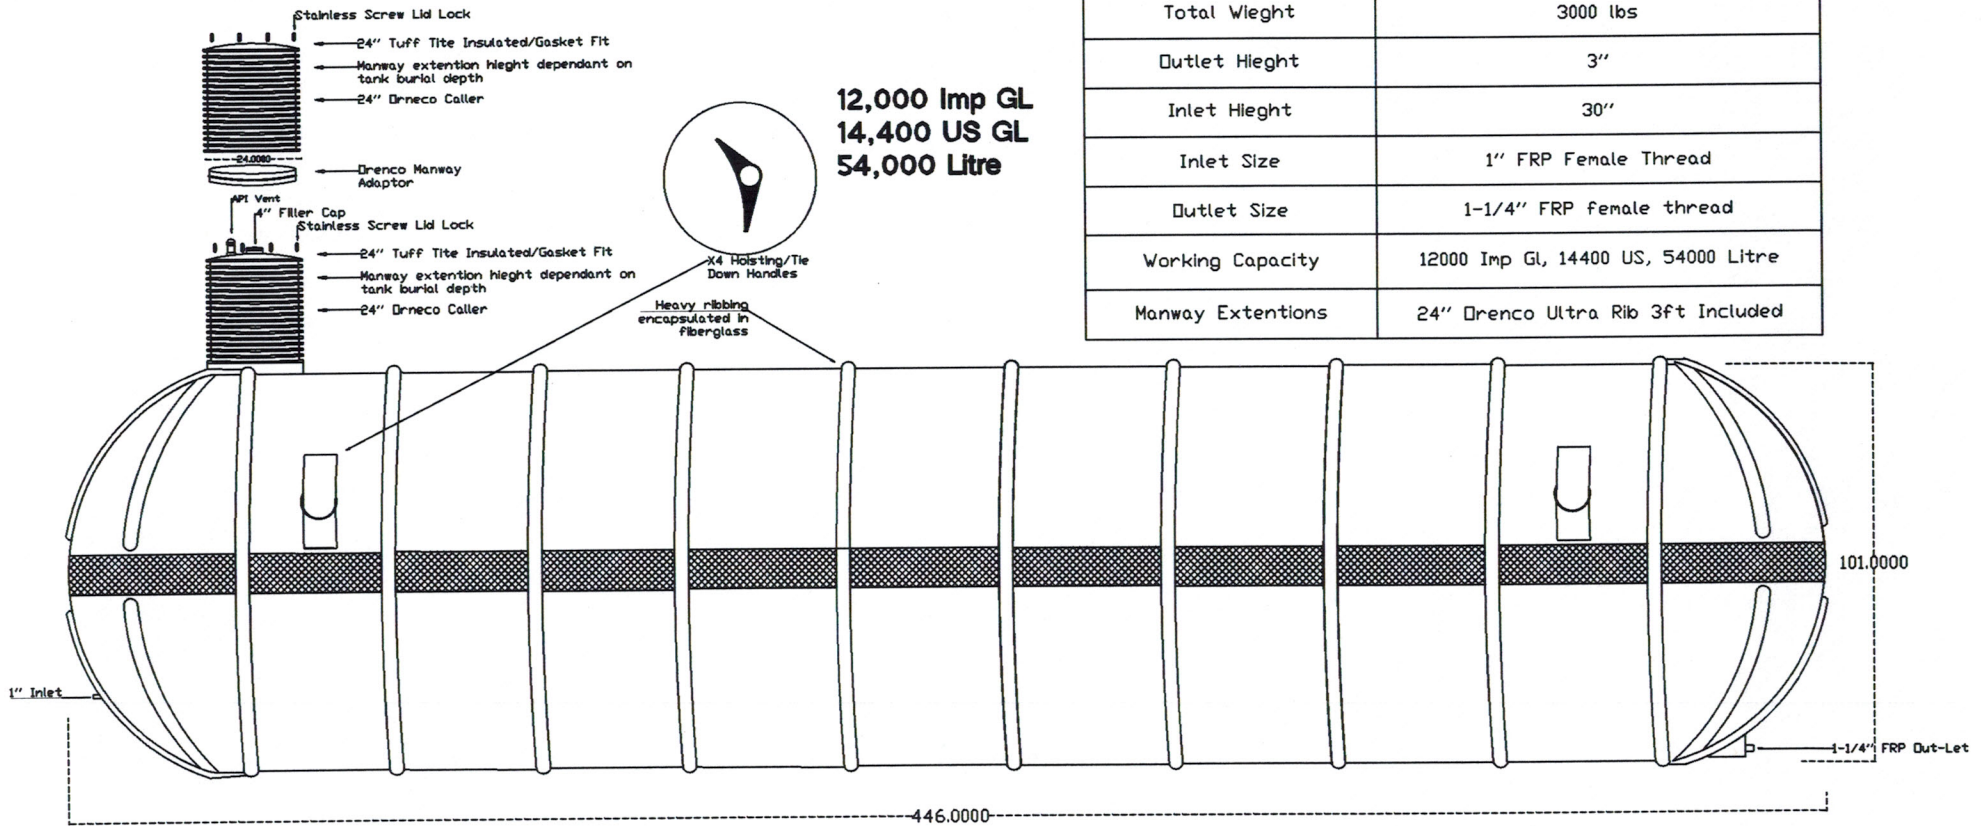 Stainless Screw Lid Lock
24" Tuff Tite Insulated/Gasket Fit
Manway extention hieght dependant on
tank burial depth
24" Orneco Caller
24.0000
Drenco Manway
Adaptor
API Vent
4" Filler Cap
Stainless Screw Lid Lock
24" Tuff Tite Insulated/Gasket Fit
Manway extention hieght dependant on
tank burial depth
24" Orneco Caller
12,000 Imp GL
14,400 US GL
54,000 Litre
X4 Hoisting/Tie
Down Handles
Heavy ribbing
encapsulated in
fiberglass
Total Wieght 3000 lbs
Outlet Hieght 3"
Inlet Hieght 30"
Inlet Size 1" FRP Female Thread
Outlet Size 1-1/4" FRP female thread
Working Capacity 12000 Imp Gl, 14400 US, 54000 Litre
Manway Extentions 24" Orenco Ultra Rib 3ft Included
101.0000
1" Inlet
1-1/4" FRP Out-Let
446.0000